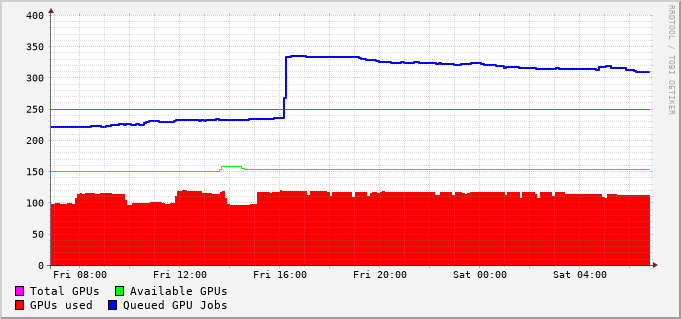 400
350
300
250
200
150
100
50
0
Fri 08:00 Fri 12:00 Fri 16:00 Fri 20:00 Sat 00:00 Sat 04:00
Total GPUs Available GPUs
GPUs used Queued GPU Jobs
RRDTOOL / TOBI OETIKER